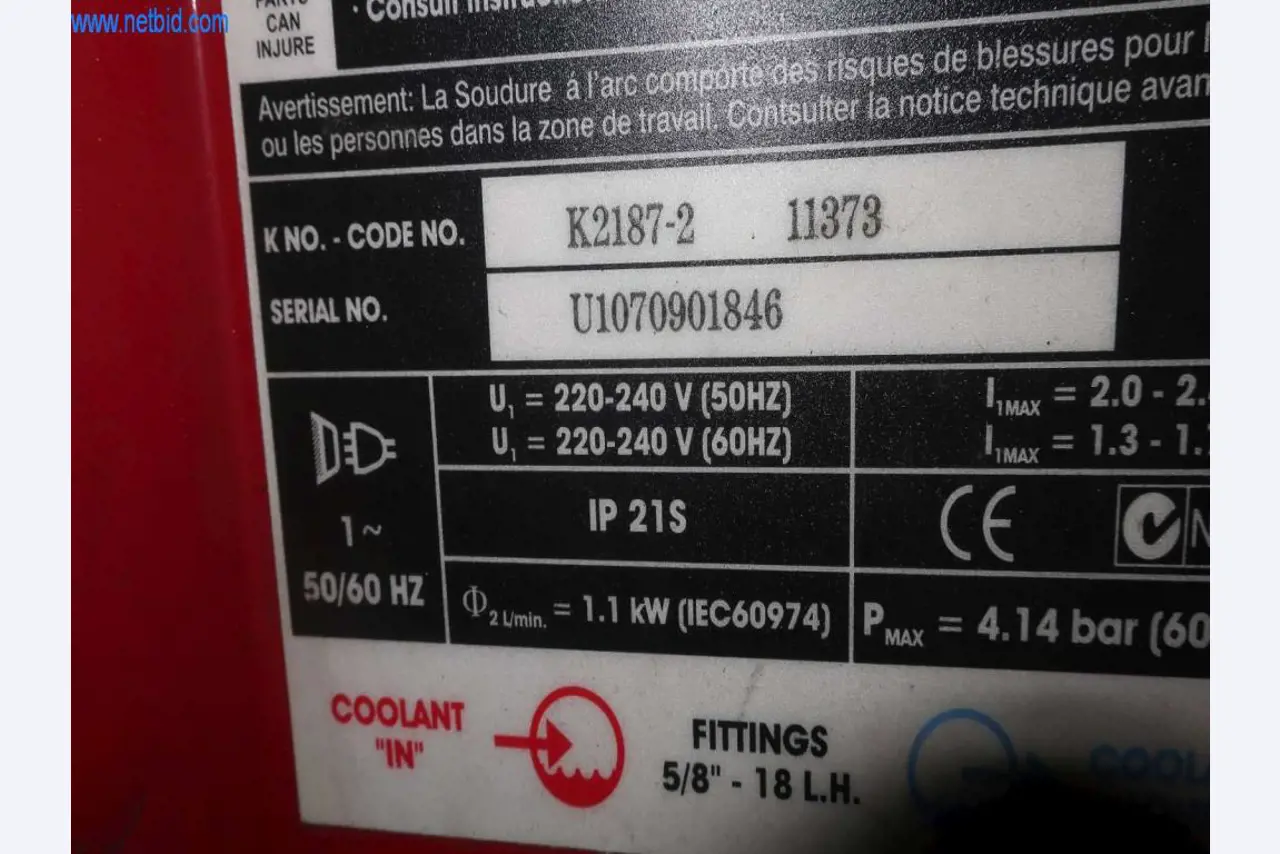 www.netbid.com
PARTS
CAN
INJURE
· Consult
Avertissement: La Soudure á l'arc comporte des risques de blessures pour
ou les personnes dans la zone de travail. Contsulter la notice technique
K NO. - CODE NO. K2187-2 11373
SERIAL NO. U1070901846
U1 = 220-240 V (50HZ) I1MAX = 2.0 - 2.
U1 = 220-240 V (60HZ) I1MAX = 1.3 - 1.
1 ~
50/60 HZ
IP 21S CE
Φ2 L/min. = 1.1 kW (IEC60974) PMAX = 4.14 bar (60
COOLANT
"IN"
FITTINGS
5/8" - 18 L.H.